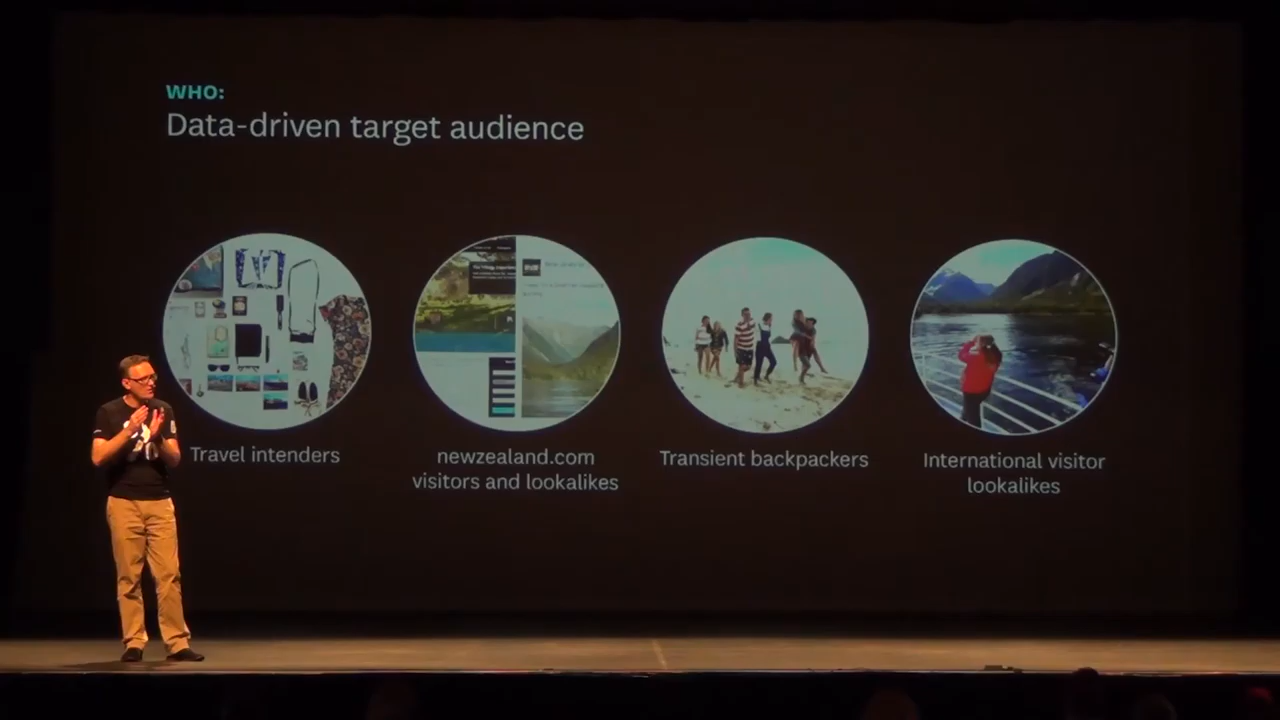 WHO:
Data-driven target audience
Travel intenders
newzealand.com
visitors and lookalikes
Transient backpackers
International visitor
lookalikes